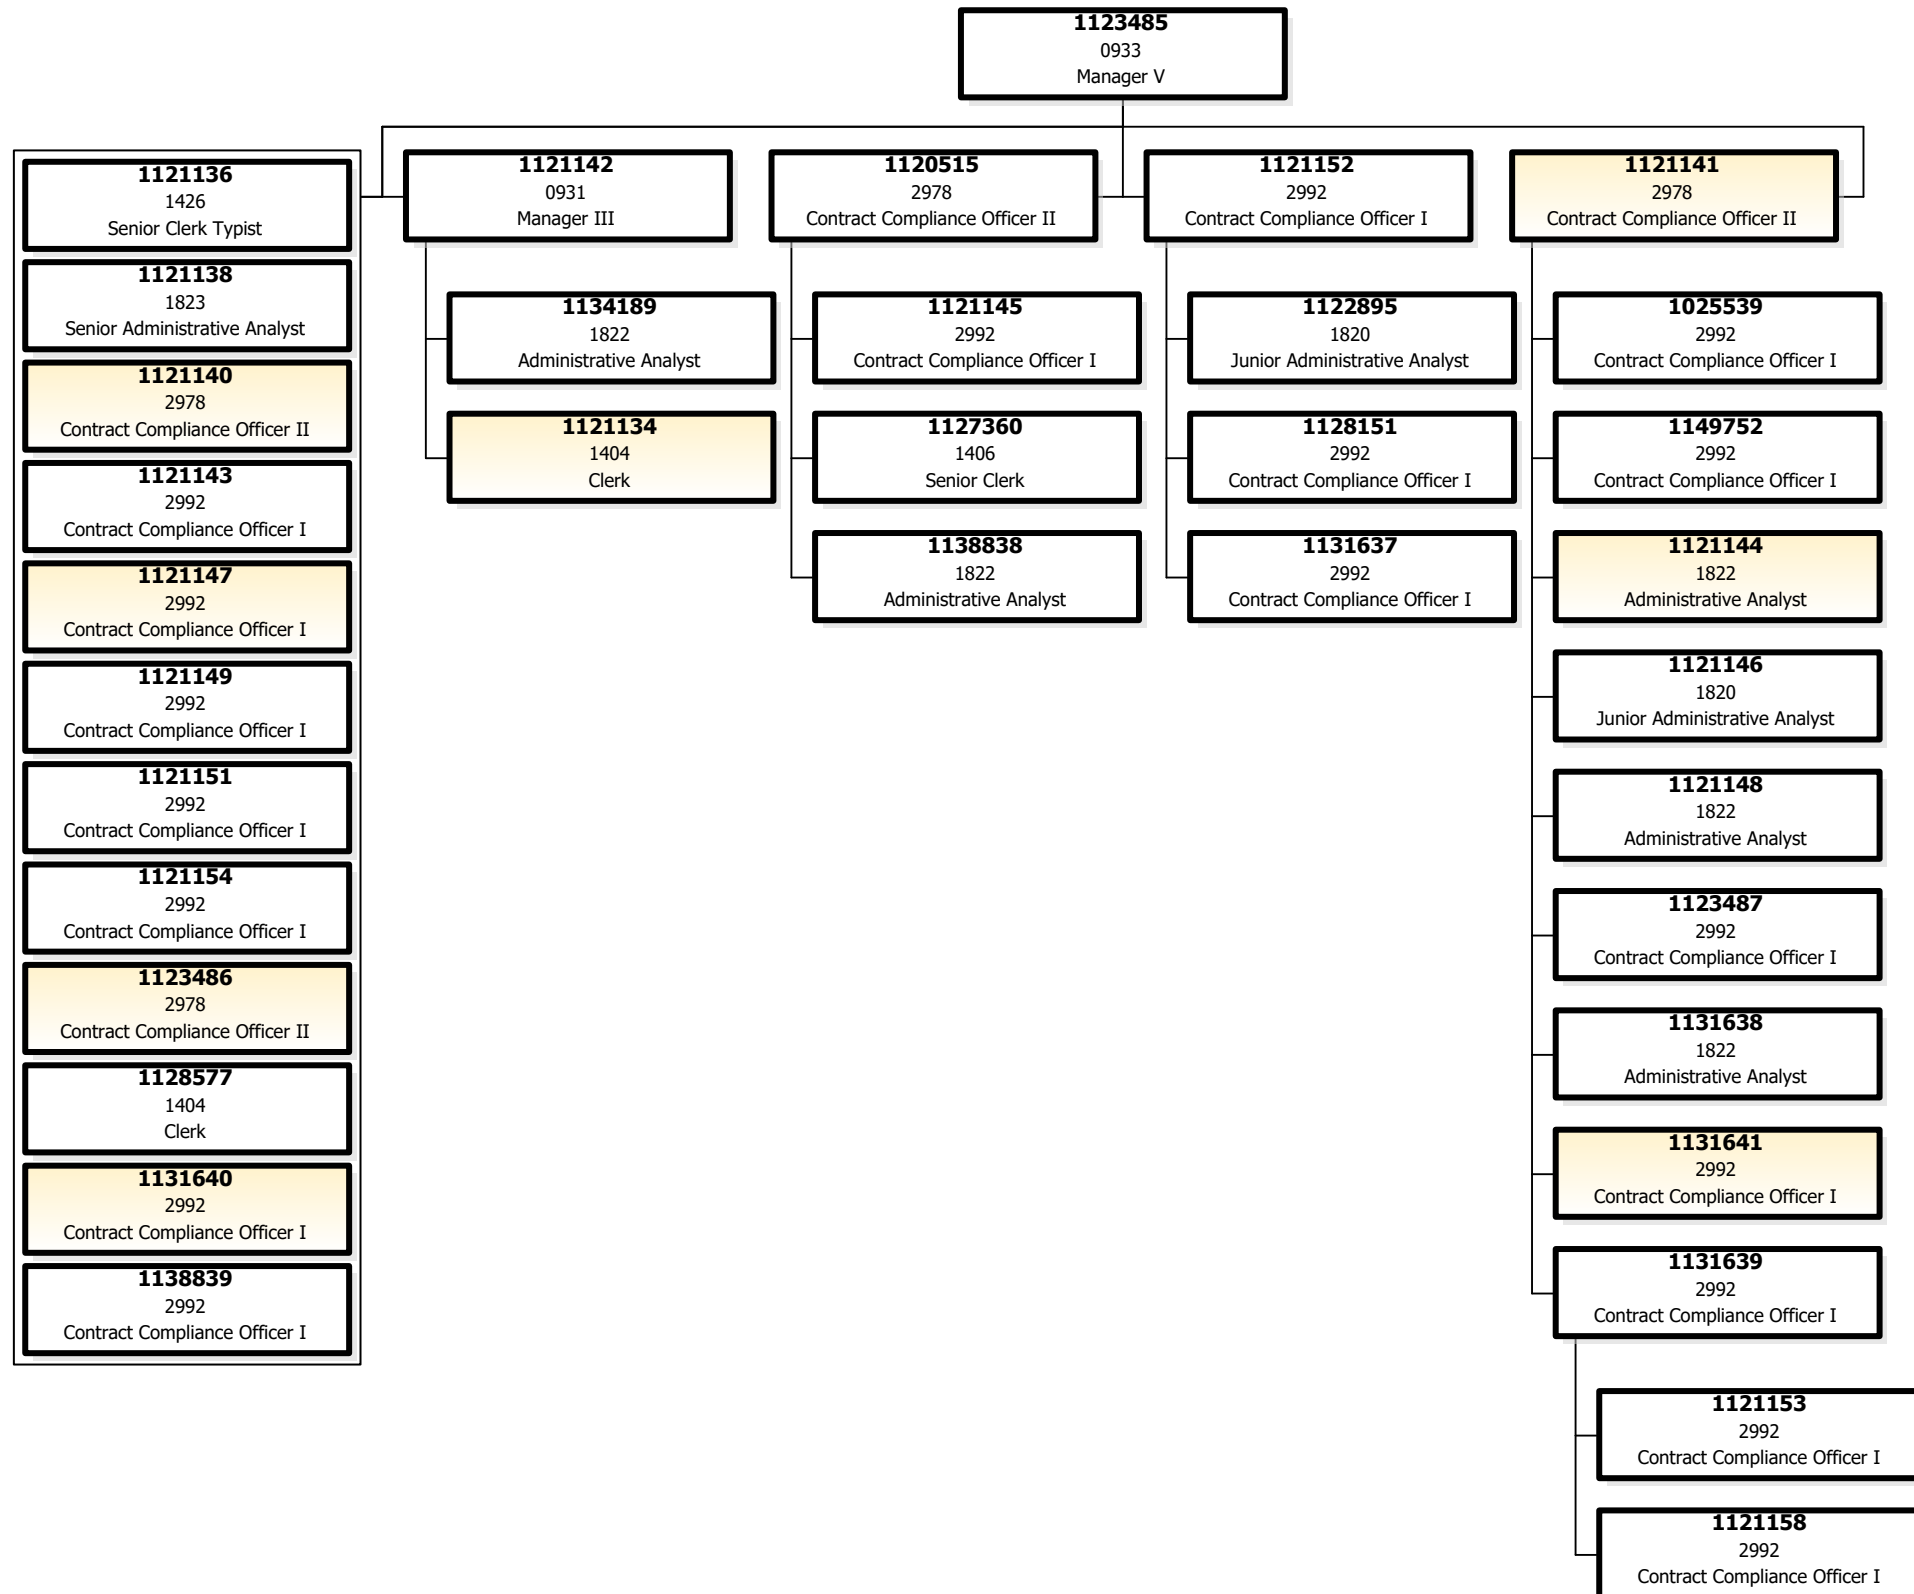 1123485
0933
Manager V
1121136
1426
Senior Clerk Typist
1121138
1823
Senior Administrative Analyst
1121140
2978
Contract Compliance Officer II
1121143
2992
Contract Compliance Officer I
1121147
2992
Contract Compliance Officer I
1121149
2992
Contract Compliance Officer I
1121151
2992
Contract Compliance Officer I
1121154
2992
Contract Compliance Officer I
1123486
2978
Contract Compliance Officer II
1128577
1404
Clerk
1131640
2992
Contract Compliance Officer I
1138839
2992
Contract Compliance Officer I
1121142
0931
Manager III
1134189
1822
Administrative Analyst
1121134
1404
Clerk
1120515
2978
Contract Compliance Officer II
1121145
2992
Contract Compliance Officer I
1127360
1406
Senior Clerk
1138838
1822
Administrative Analyst
1121152
2992
Contract Compliance Officer I
1122895
1820
Junior Administrative Analyst
1128151
2992
Contract Compliance Officer I
1131637
2992
Contract Compliance Officer I
1121141
2978
Contract Compliance Officer II
1025539
2992
Contract Compliance Officer I
1149752
2992
Contract Compliance Officer I
1121144
1822
Administrative Analyst
1121146
1820
Junior Administrative Analyst
1121148
1822
Administrative Analyst
1123487
2992
Contract Compliance Officer I
1131638
1822
Administrative Analyst
1131641
2992
Contract Compliance Officer I
1131639
2992
Contract Compliance Officer I
1121153
2992
Contract Compliance Officer I
1121158
2992
Contract Compliance Officer I